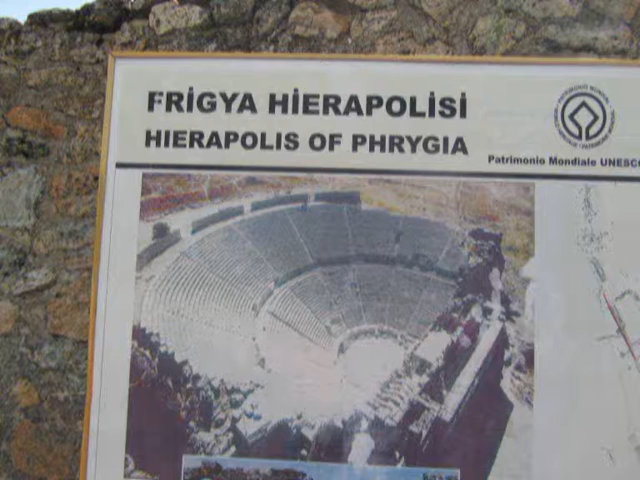 FRİGYA HİERAPOLİSİ
HIERAPOLIS OF PHRYGIA
Patrimonio Mondiale UNESCO